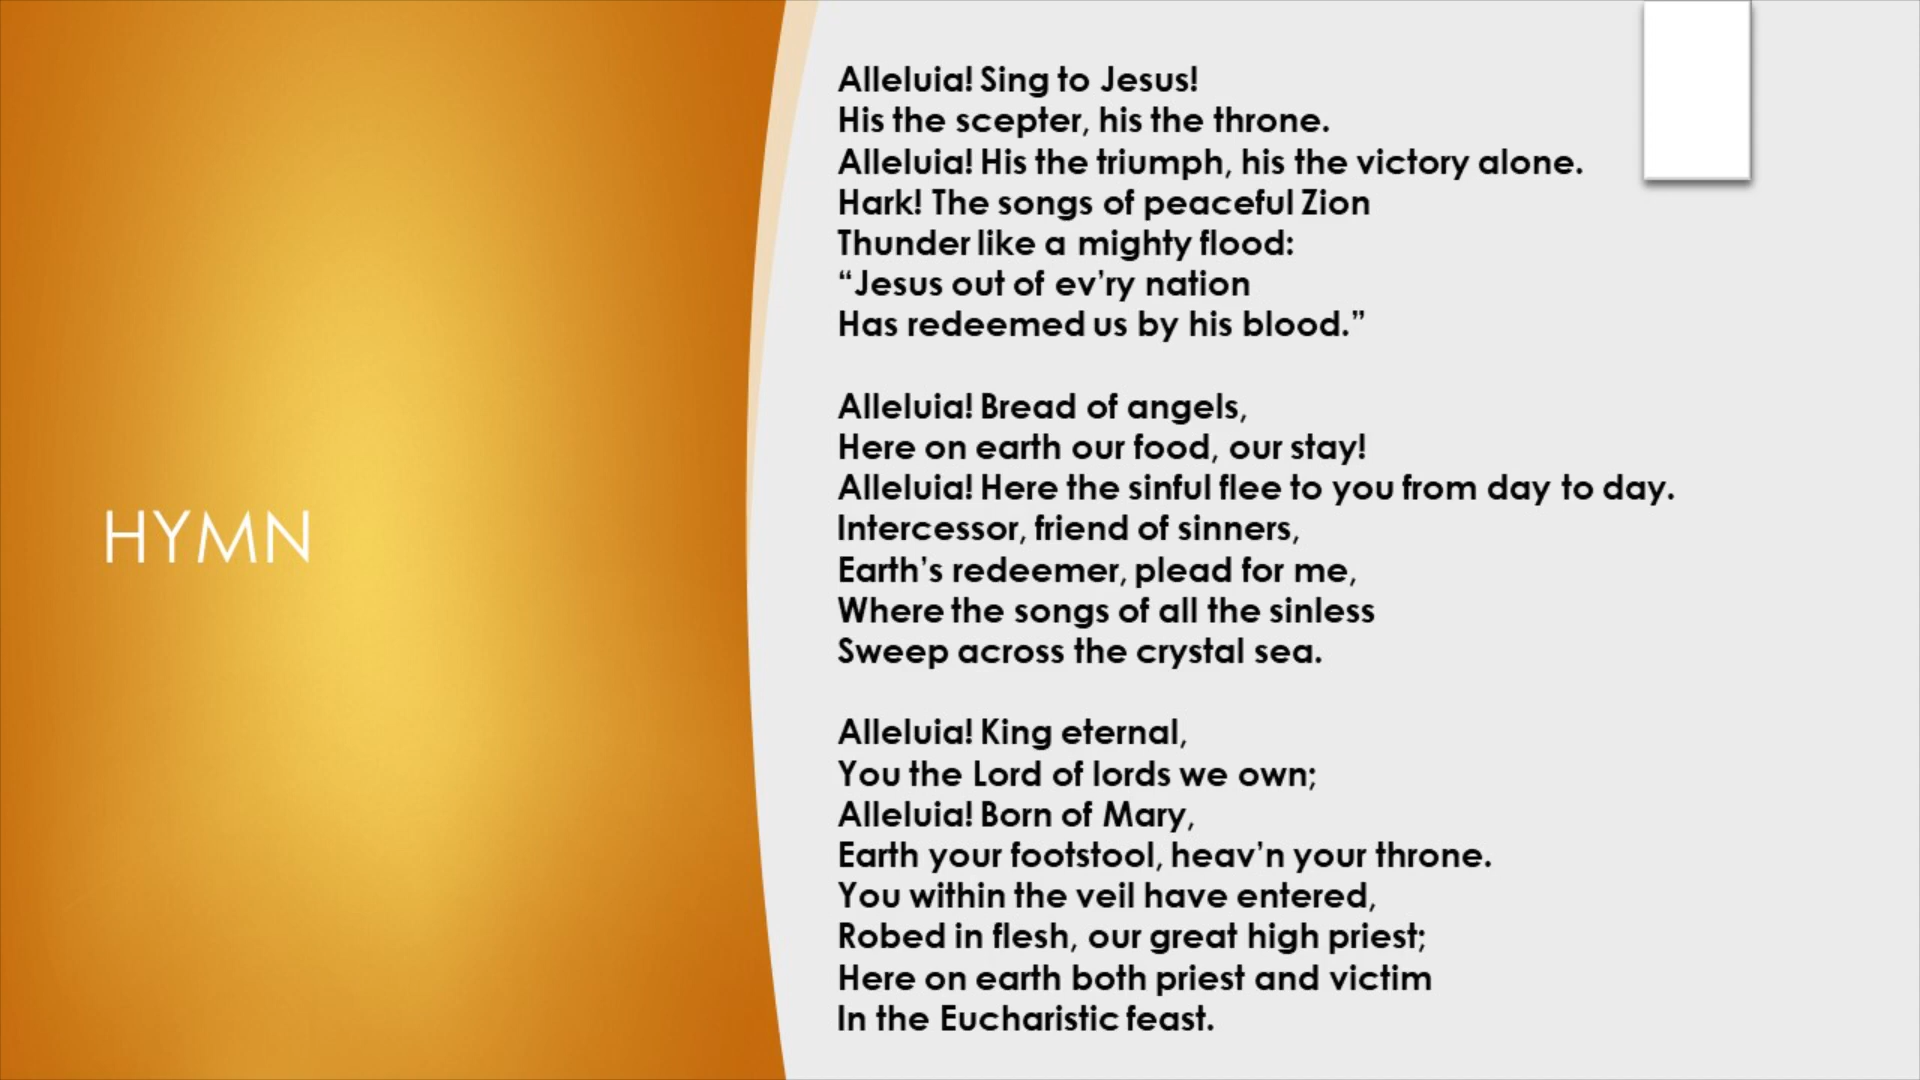 HYMN
Alleluia! Sing to Jesus!
His the scepter, his the throne.
Alleluia! His the triumph, his the victory alone.
Hark! The songs of peaceful Zion
Thunder like a mighty flood:
“Jesus out of ev’ry nation
Has redeemed us by his blood.”
Alleluia! Bread of angels,
Here on earth our food, our stay!
Alleluia! Here the sinful flee to you from day to day.
Intercessor, friend of sinners,
Earth’s redeemer, plead for me,
Where the songs of all the sinless
Sweep across the crystal sea.
Alleluia! King eternal,
You the Lord of lords we own;
Alleluia! Born of Mary,
Earth your footstool, heav’n your throne.
You within the veil have entered,
Robed in flesh, our great high priest;
Here on earth both priest and victim
In the Eucharistic feast.